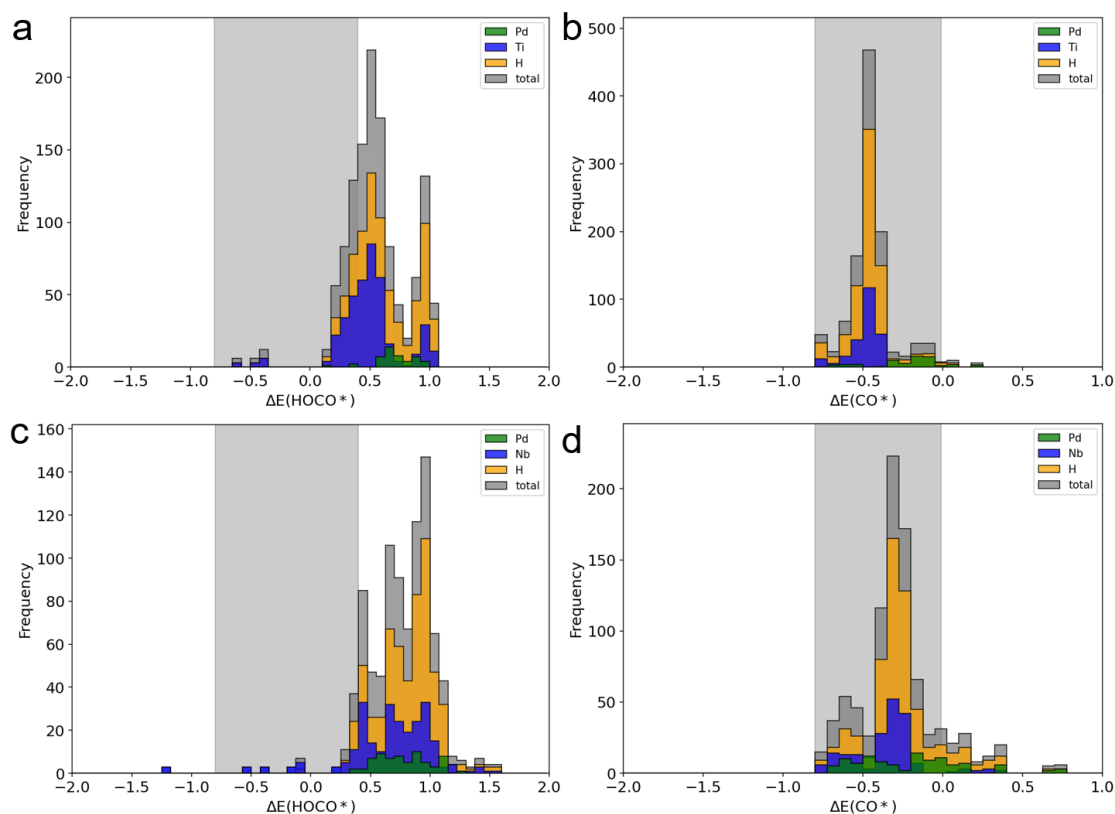 a
Pd
Ti
H
total
Frequency
200
150
100
50
0
−2.0 −1.5 −1.0 −0.5 0.0 0.5 1.0 1.5 2.0
ΔE(HOCO*)
b
Pd
Ti
H
total
Frequency
500
400
300
200
100
0
−2.0 −1.5 −1.0 −0.5 0.0 0.5 1.0
ΔE(CO*)
c
Pd
Nb
H
total
Frequency
160
140
120
100
80
60
40
20
0
−2.0 −1.5 −1.0 −0.5 0.0 0.5 1.0 1.5 2.0
ΔE(HOCO*)
d
Pd
Nb
H
total
Frequency
200
150
100
50
0
−2.0 −1.5 −1.0 −0.5 0.0 0.5 1.0
ΔE(CO*)